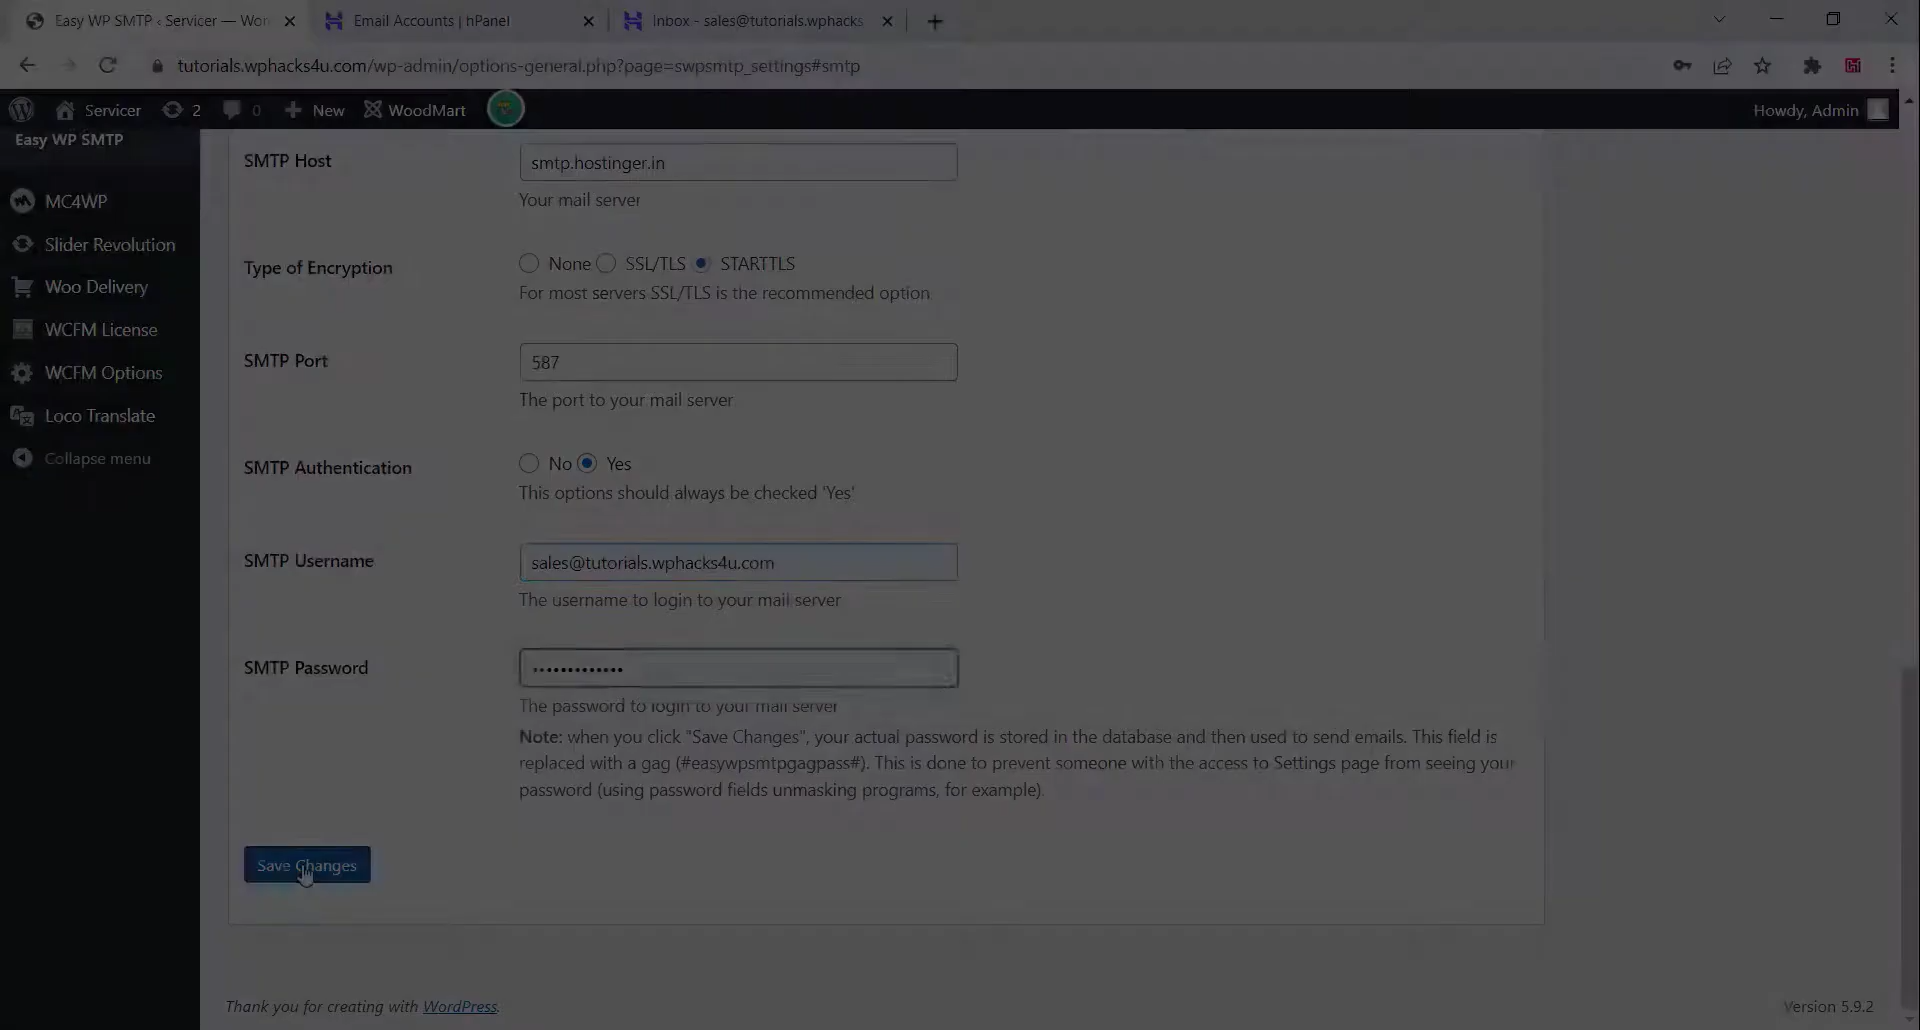 Easy WP SMTP ‹ Servicer — Wor
Email Accounts | hPanel
Inbox - sales@tutorials.wphacks
tutorials.wphacks4u.com/wp-admin/options-general.php?page=swpsmtp_settings#smtp
Servicer
2
0
New
WoodMart
Howdy, Admin
Easy WP SMTP
MC4WP
Slider Revolution
Woo Delivery
WCFM License
WCFM Options
Loco Translate
Collapse menu
SMTP Host
smtp.hostinger.in
Your mail server
Type of Encryption
None SSL/TLS STARTTLS
For most servers SSL/TLS is the recommended option
SMTP Port
587
The port to your mail server
SMTP Authentication
No Yes
This options should always be checked 'Yes'
SMTP Username
sales@tutorials.wphacks4u.com
The username to login to your mail server
SMTP Password
•••••••••••••
The password to login to your mail server
Note: when you click "Save Changes", your actual password is stored in the database and then used to send emails. This field is
replaced with a gag (#easywpsmtpgagpass#). This is done to prevent someone with the access to Settings page from seeing your
password (using password fields unmasking programs, for example).
Save Changes
Thank you for creating with WordPress.
Version 5.9.2